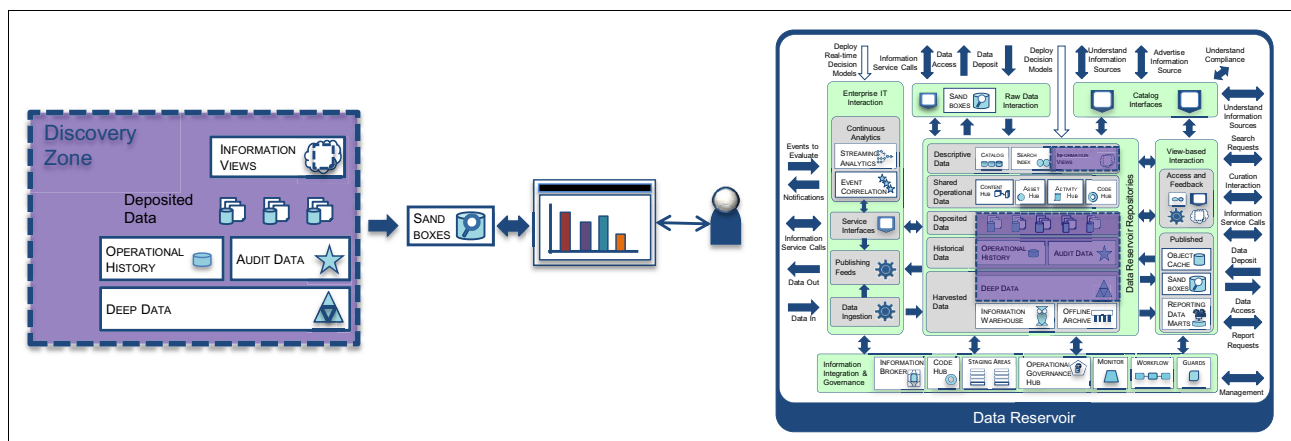 Discovery
Zone
INFORMATION
VIEWS
Deposited
Data
OPERATIONAL
HISTORY
AUDIT DATA
DEEP DATA
SAND
BOXES
Deploy
Real-time
Decision
Models
Information
Service Calls
Data
Access
Data
Deposit
Deploy
Decision
Models
Understand
Information
Sources
Advertise
Information
Source
Understand
Compliance
Enterprise IT
Interaction
SAND
BOXES
Raw Data
Interaction
Catalog
Interfaces
Understand
Information
Sources
Continuous
Analytics
STREAMING
ANALYTICS
EVENT
CORRELATION
Events to
Evaluate
Notifications
Service
Interfaces
Information
Service Calls
Publishing
Feeds
Data Out
Data
Ingestion
Data In
Descriptive
Data
CATALOG
SEARCH
INDEX
INFORMATION
VIEWS
Shared
Operational
Data
CONTENT
HUB
ASSET
HUB
ACTIVITY
HUB
CODE
HUB
Deposited
Data
Historical
Data
OPERATIONAL
HISTORY
AUDIT DATA
Harvested
Data
DEEP DATA
INFORMATION
WAREHOUSE
OFFLINE
ARCHIVE
Data Reservoir Repositories
View-based
Interaction
Access and
Feedback
Published
OBJECT
CACHE
SAND
BOXES
REPORTING
DATA
MARTS
Search
Requests
Curation
Interaction
Information
Service Calls
Data
Deposit
Data
Access
Report
Requests
Information
Integration &
Governance
INFORMATION
BROKER
CODE
HUB
STAGING AREAS
OPERATIONAL
GOVERNANCE
HUB
MONITOR
WORKFLOW
GUARDS
Management
Data Reservoir